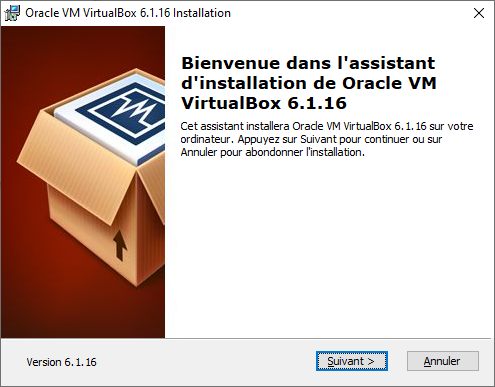 Oracle VM VirtualBox 6.1.16 Installation
Bienvenue dans l'assistant
d'installation de Oracle VM
VirtualBox 6.1.16
Cet assistant installera Oracle VM VirtualBox 6.1.16 sur votre
ordinateur. Appuyez sur Suivant pour continuer ou sur
Annuler pour abondonner l'installation.
Version 6.1.16
Suivant >
Annuler